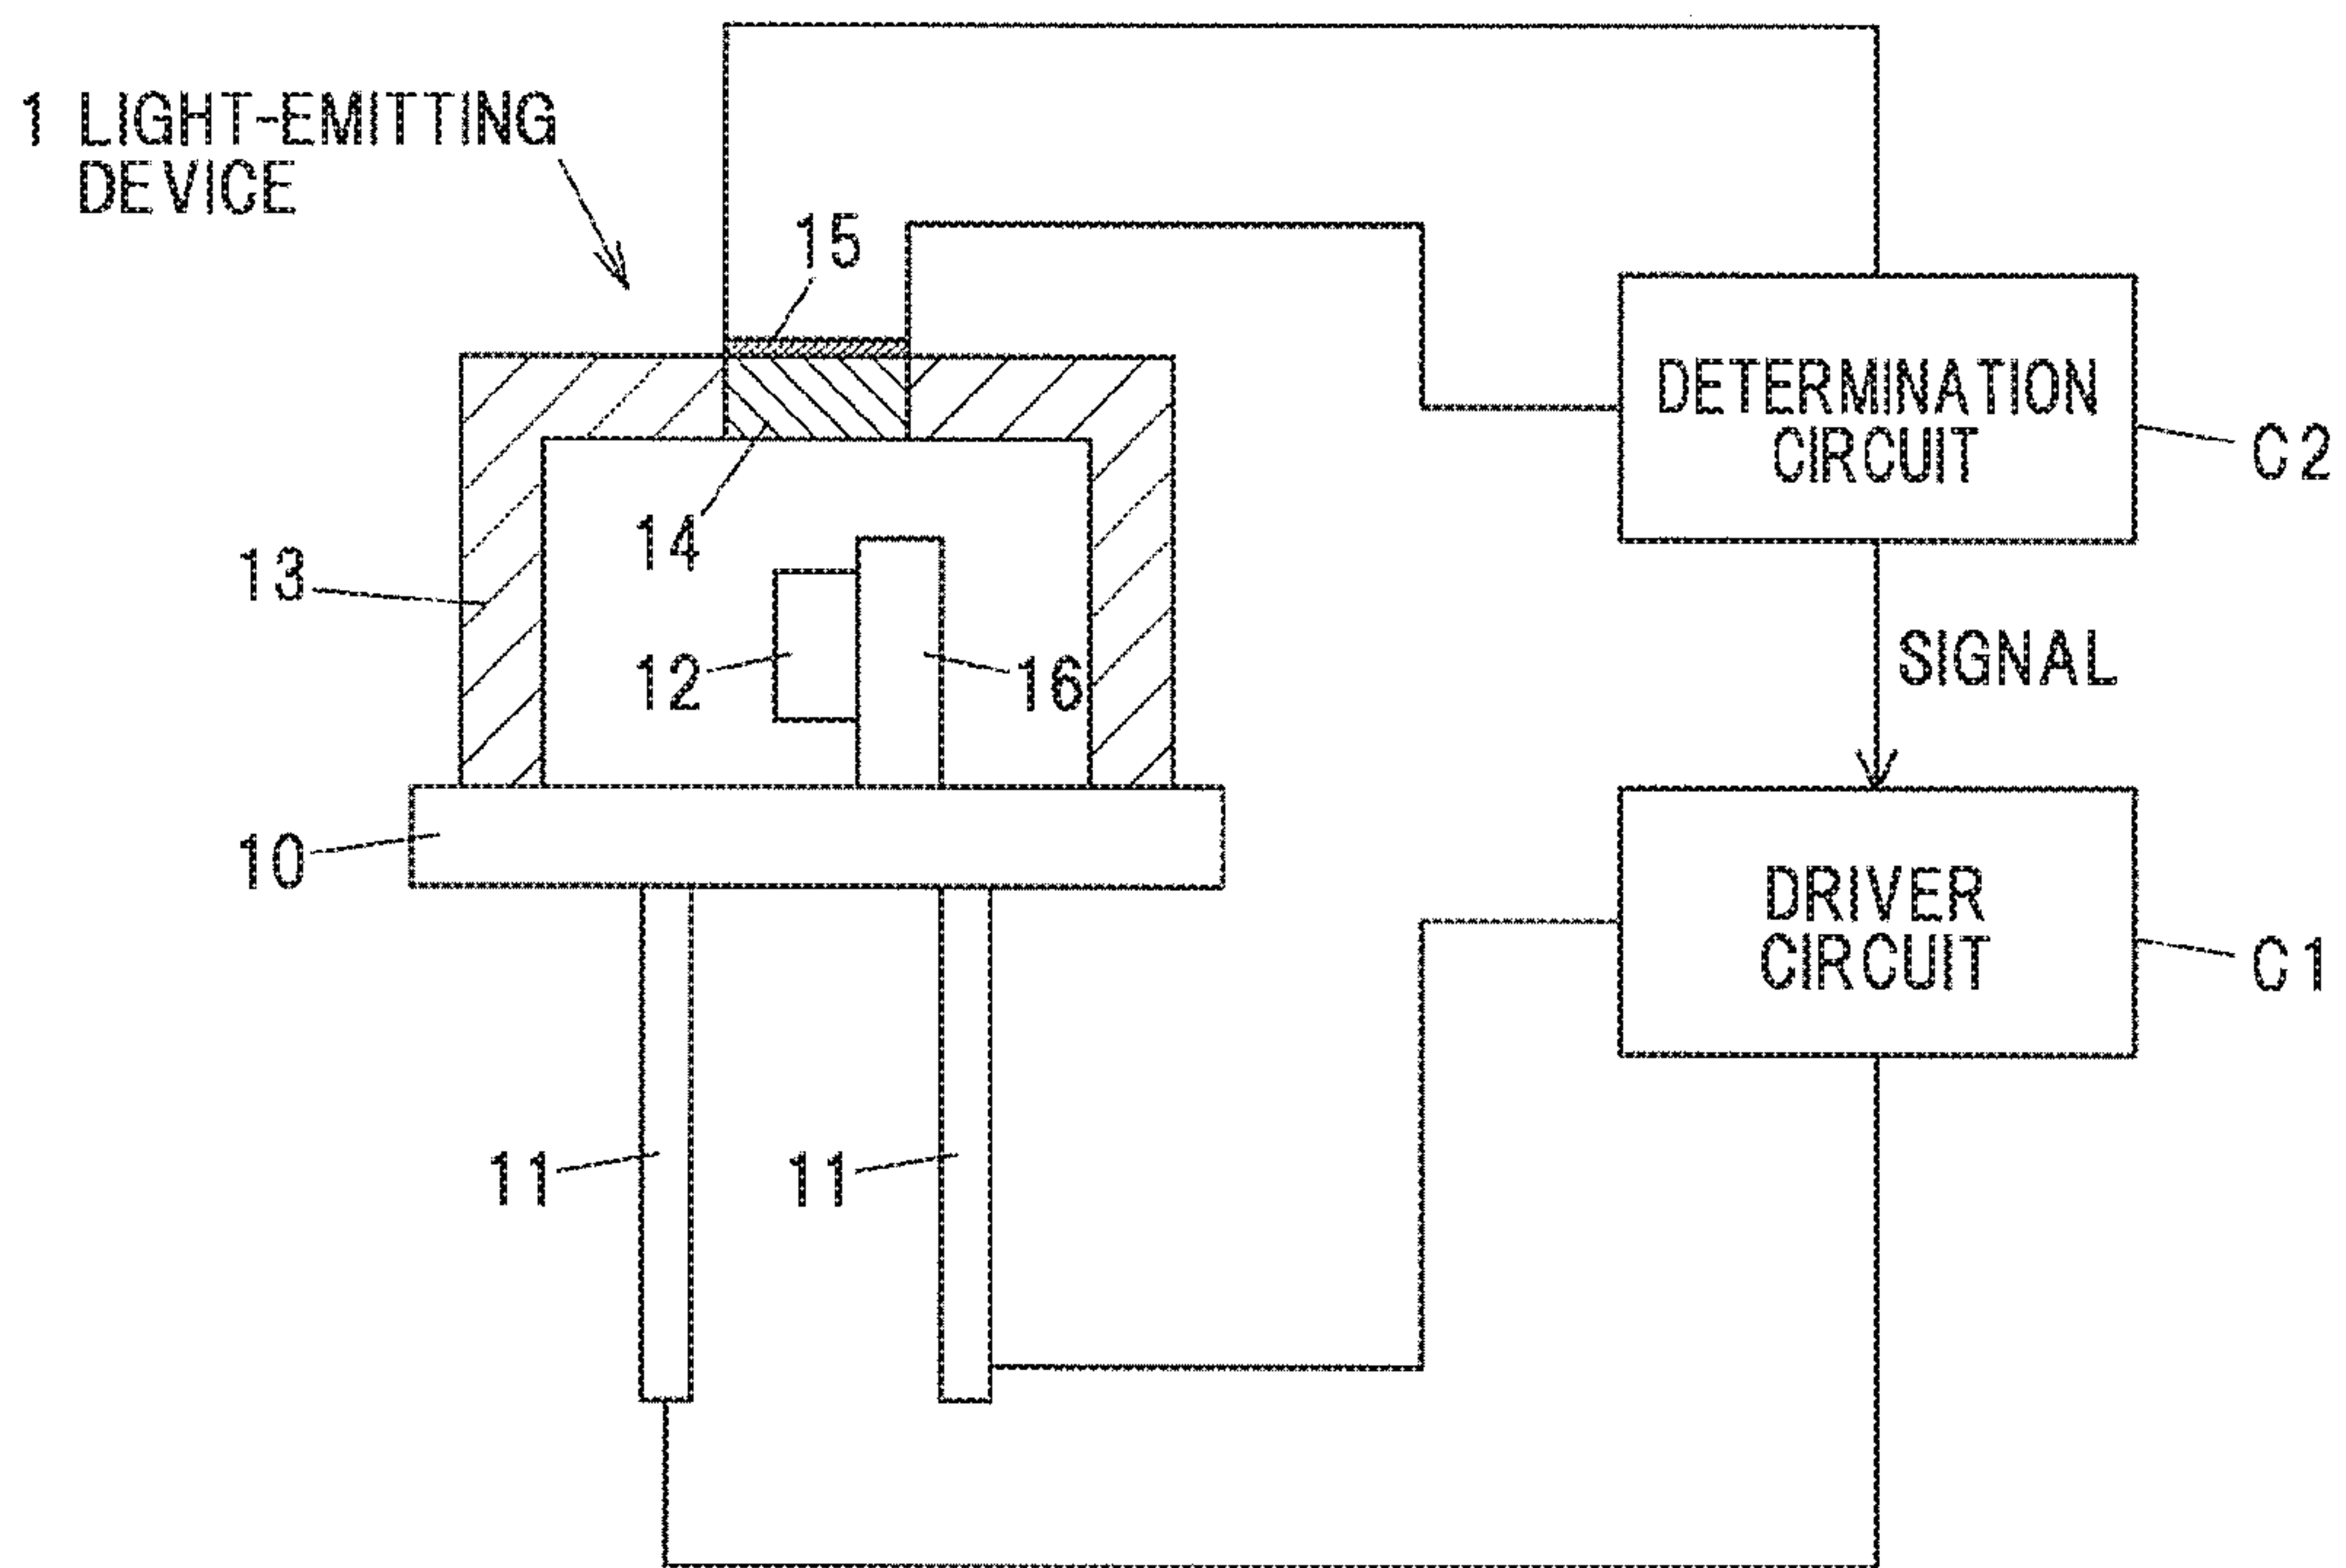 1 LIGHT-EMITTING
DEVICE
15
DETERMINATION
CIRCUIT
C2
14
13
12
16
SIGNAL
10
DRIVER
CIRCUIT
C1
11
11